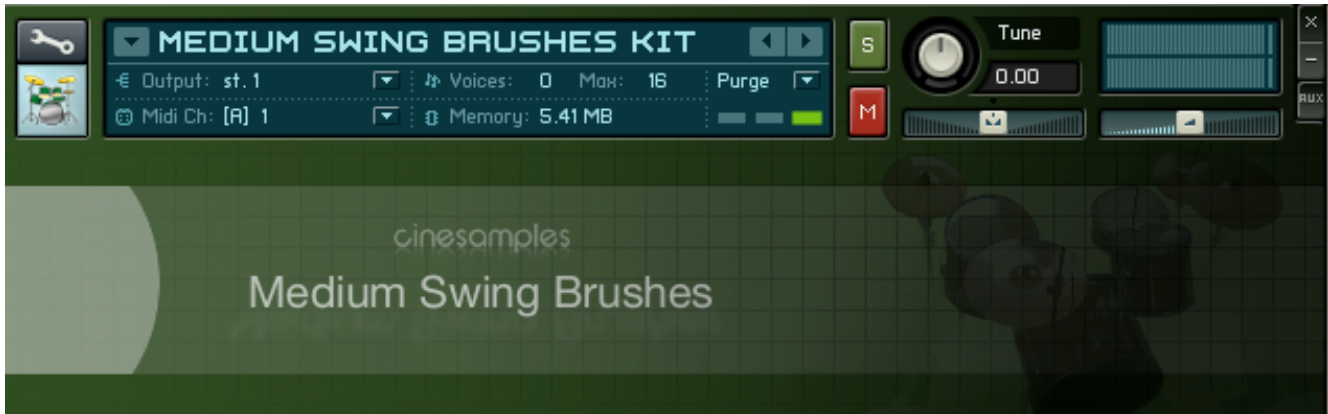 MEDIUM SWING BRUSHES KIT
S
Tune
×
Output: st. 1 Voices: 0 Max: 16 Purge
0.00
–
Midi Ch: [A] 1 Memory: 5.41 MB
M
AUX
cinesamples
Medium Swing Brushes